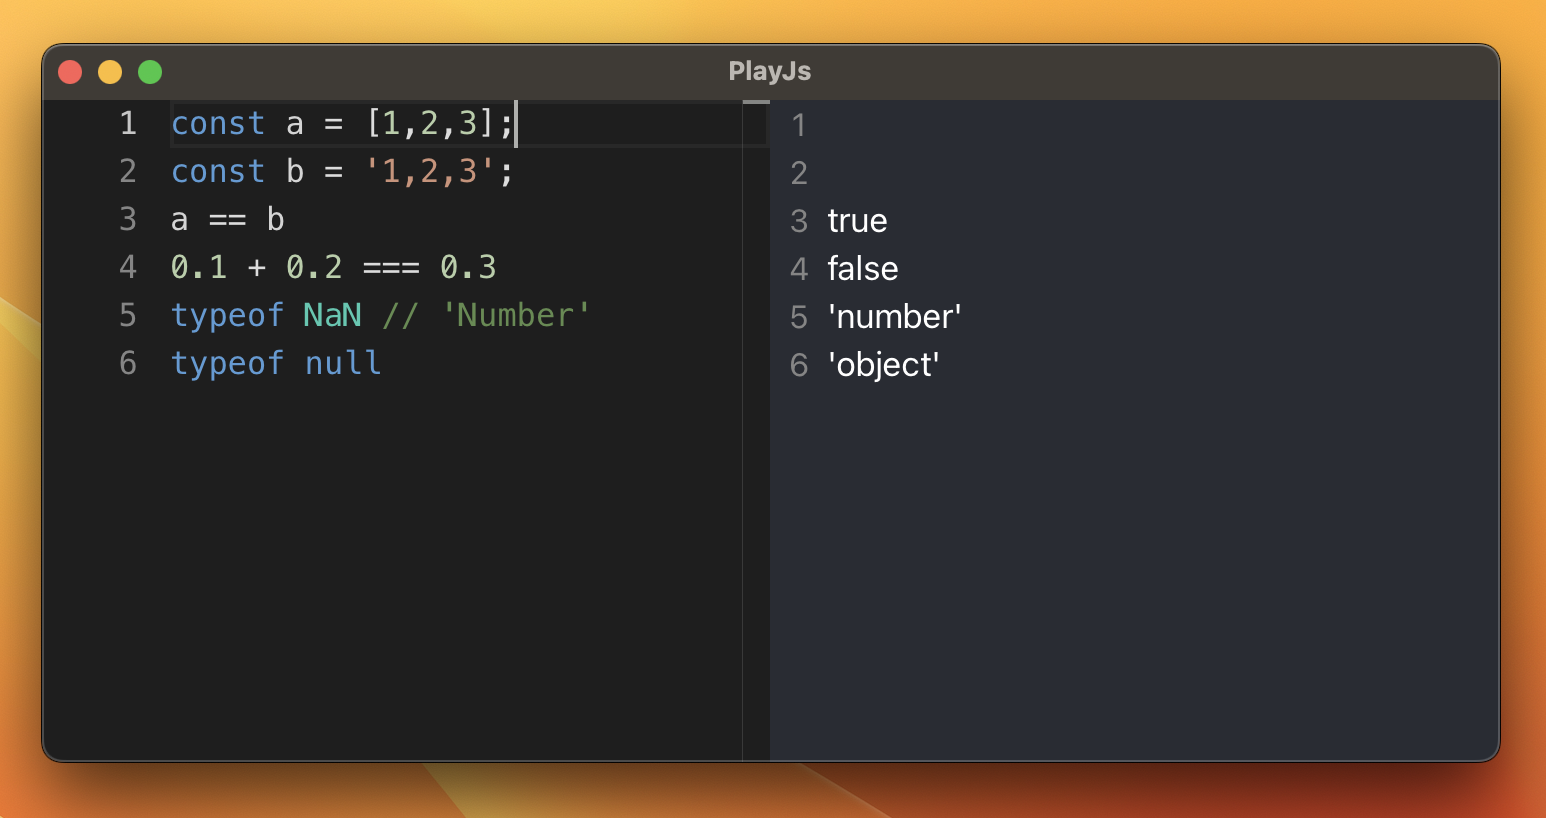 PlayJs
1 const a = [1,2,3];
2 const b = '1,2,3';
3 a == b
4 0.1 + 0.2 === 0.3
5 typeof NaN // 'Number'
6 typeof null
1
2
3 true
4 false
5 'number'
6 'object'